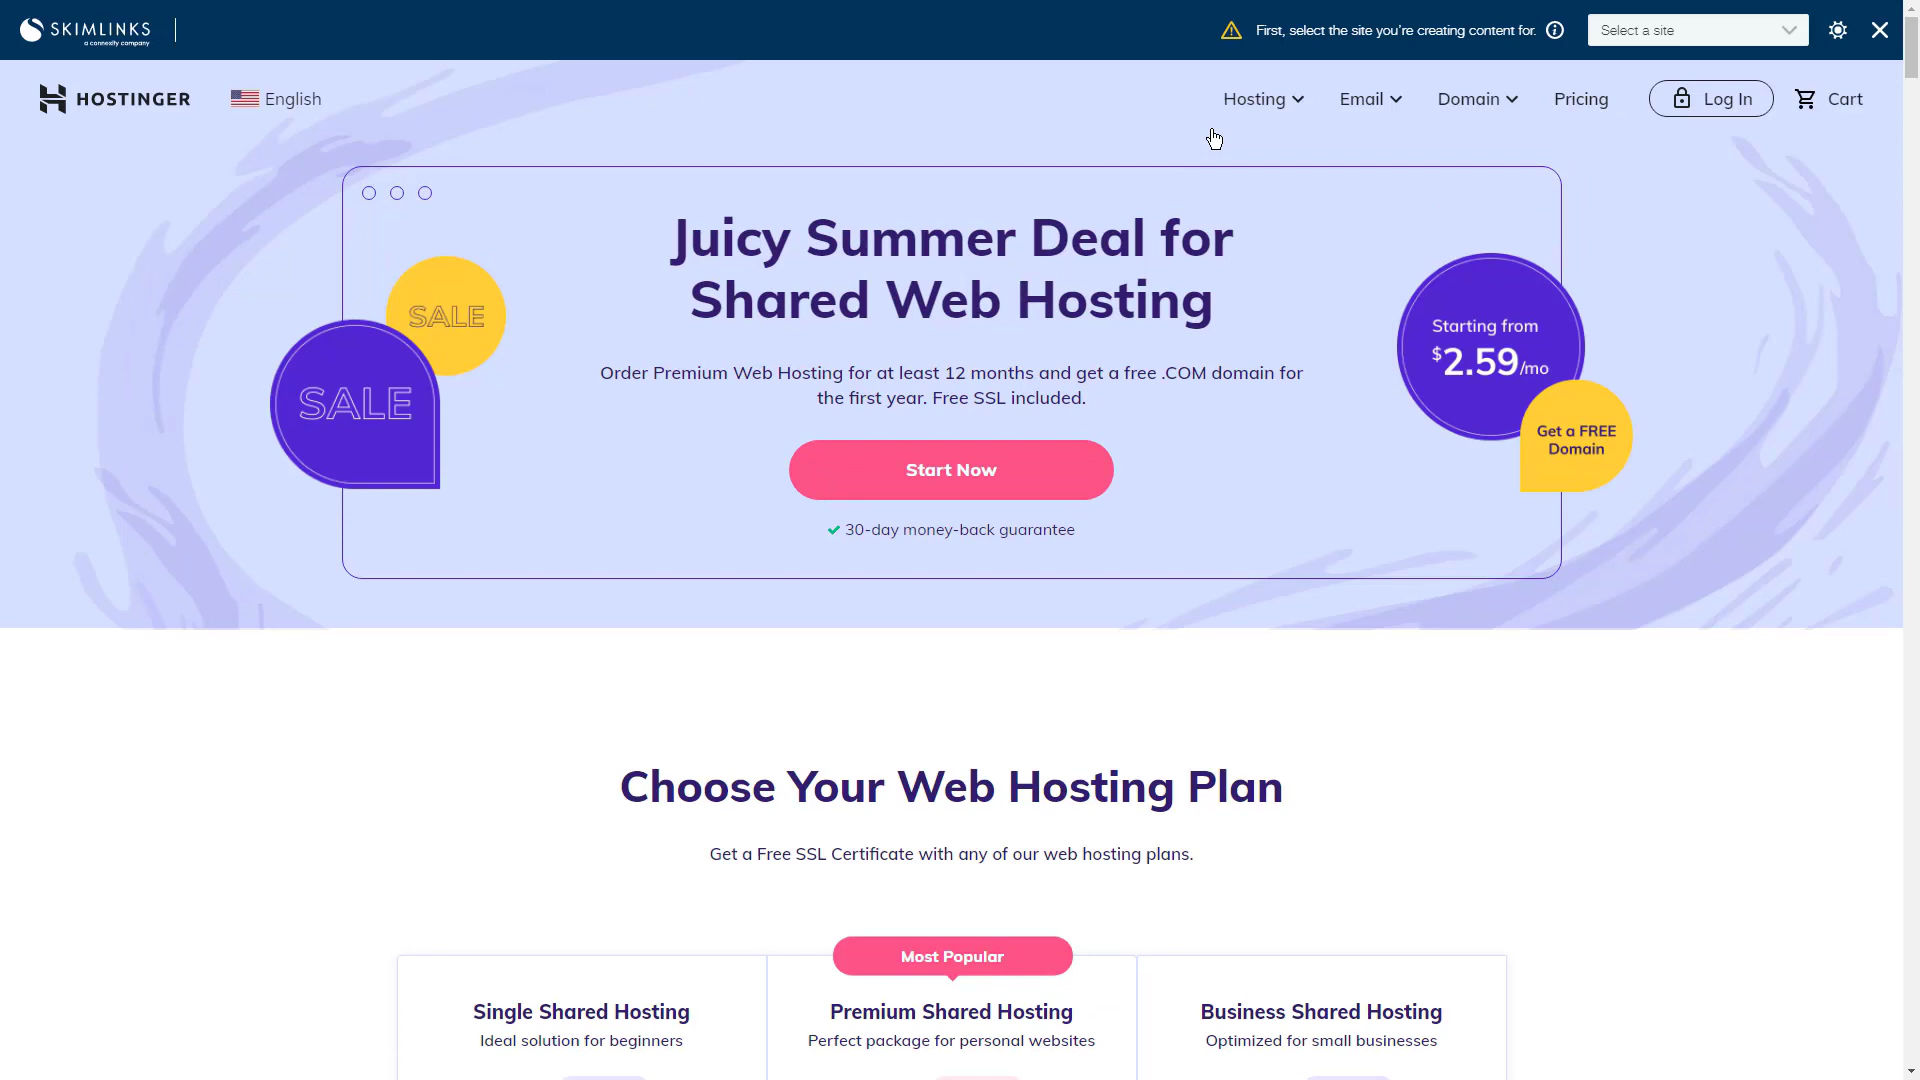 SKIMLINKS
a connexity company
First, select the site you're creating content for.
Select a site
HOSTINGER
English
Hosting
Email
Domain
Pricing
Log In
Cart
Juicy Summer Deal for
Shared Web Hosting
SALE
SALE
Order Premium Web Hosting for at least 12 months and get a free .COM domain for
the first year. Free SSL included.
Start Now
30-day money-back guarantee
Starting from
$2.59/mo
Get a FREE
Domain
Choose Your Web Hosting Plan
Get a Free SSL Certificate with any of our web hosting plans.
Most Popular
Single Shared Hosting
Ideal solution for beginners
Premium Shared Hosting
Perfect package for personal websites
Business Shared Hosting
Optimized for small businesses